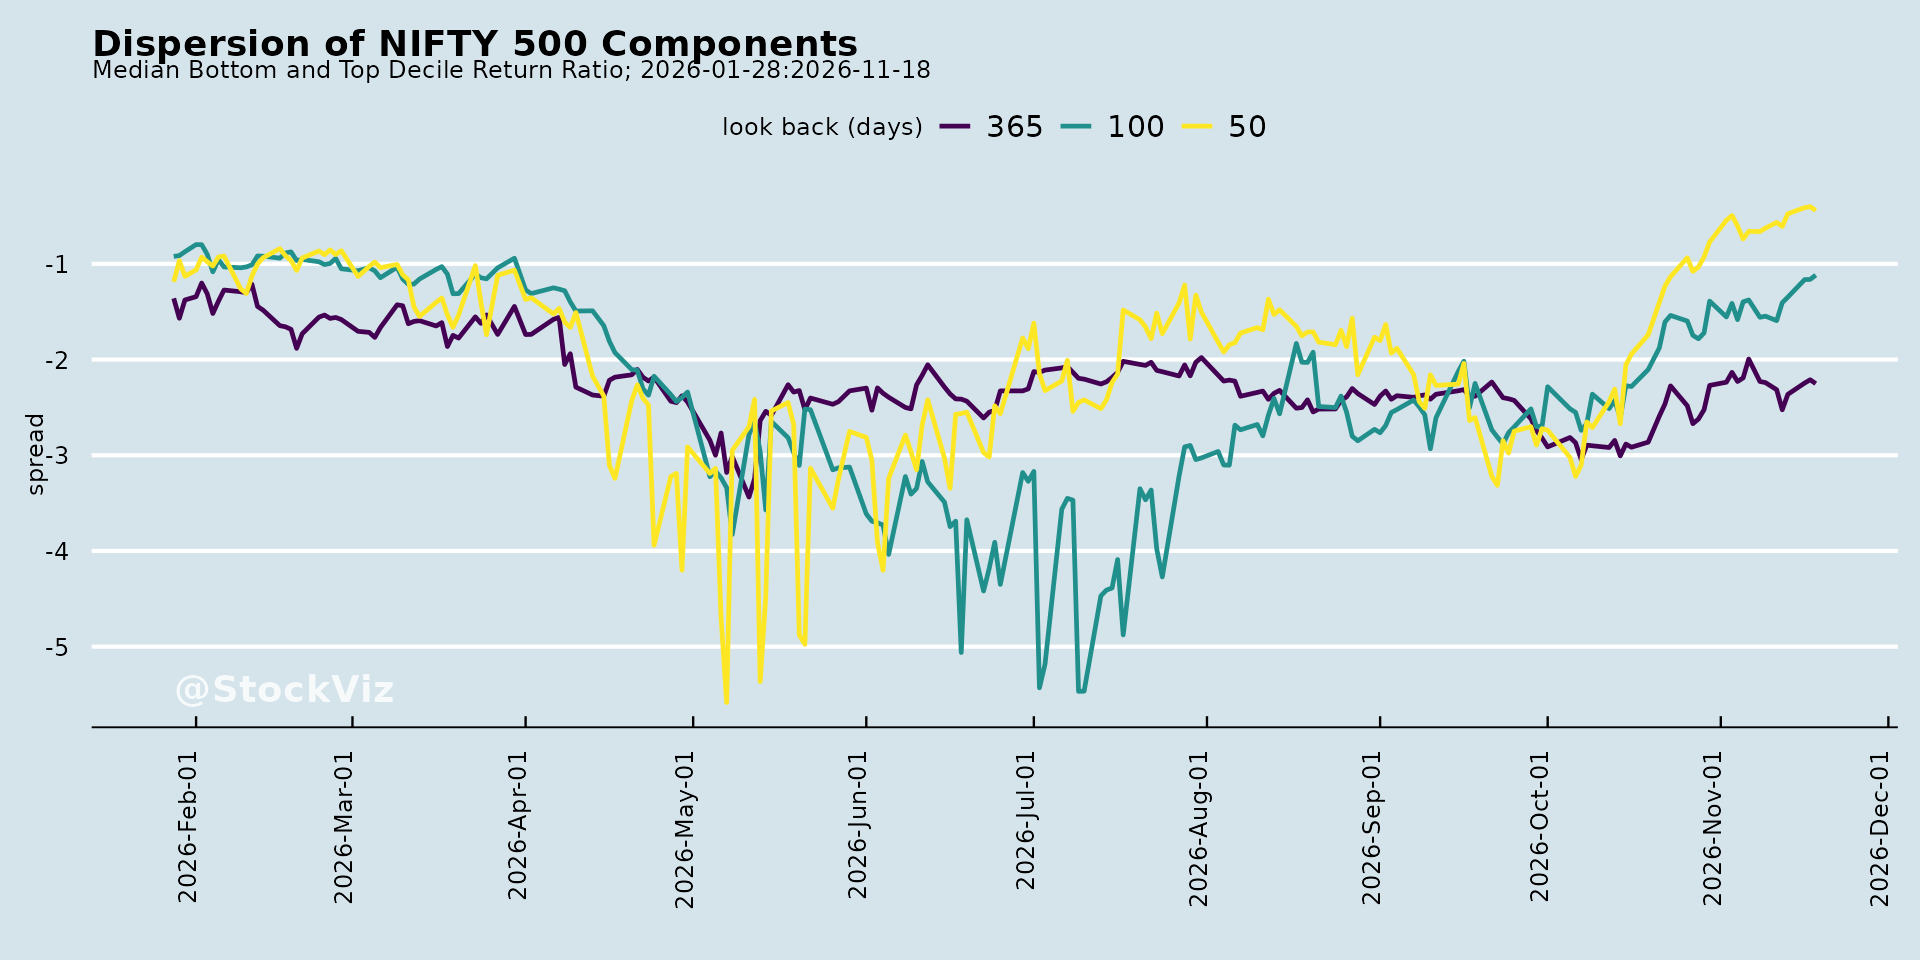 Dispersion of NIFTY 500 Components
Median Bottom and Top Decile Return Ratio; 2026-01-28:2026-11-18
look back (days) 365 100 50
spread
-1
-2
-3
-4
-5
@StockViz
2026-Feb-01
2026-Mar-01
2026-Apr-01
2026-May-01
2026-Jun-01
2026-Jul-01
2026-Aug-01
2026-Sep-01
2026-Oct-01
2026-Nov-01
2026-Dec-01